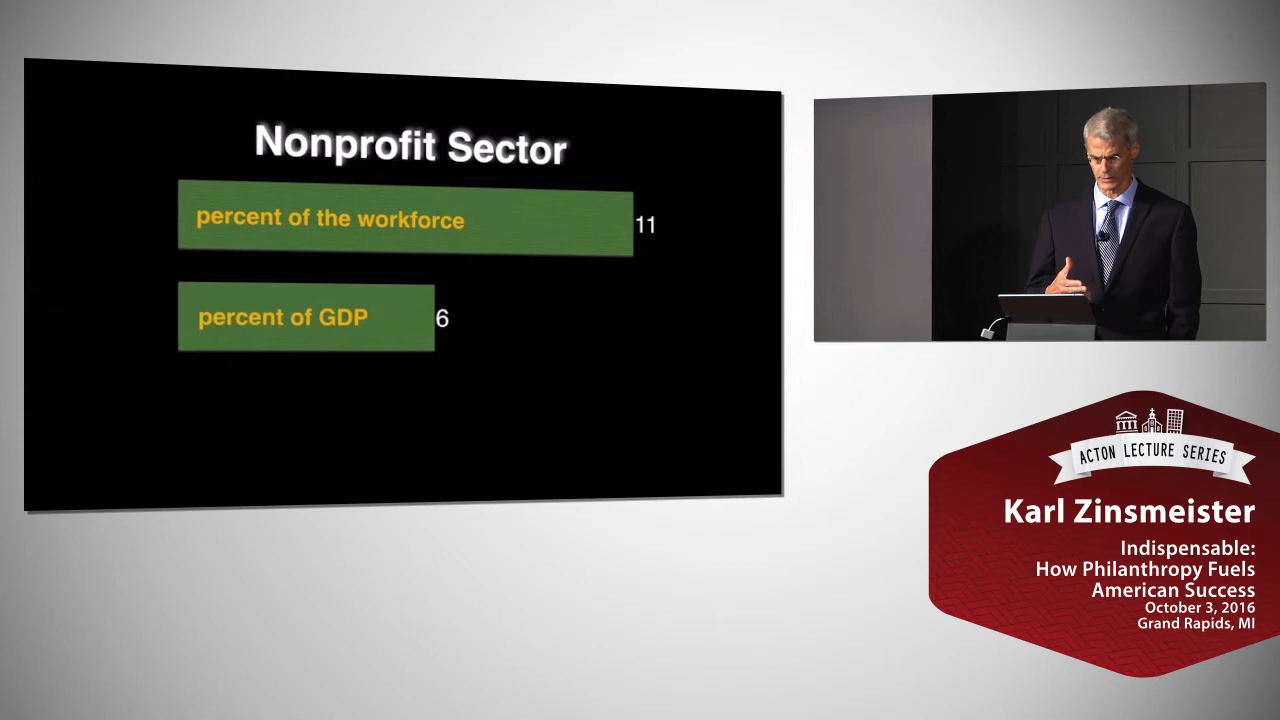 Nonprofit Sector
percent of the workforce
11
percent of GDP
6
ACTON LECTURE SERIES
Karl Zinsmeister
Indispensable:
How Philanthropy Fuels
American Success
October 3, 2016
Grand Rapids, MI